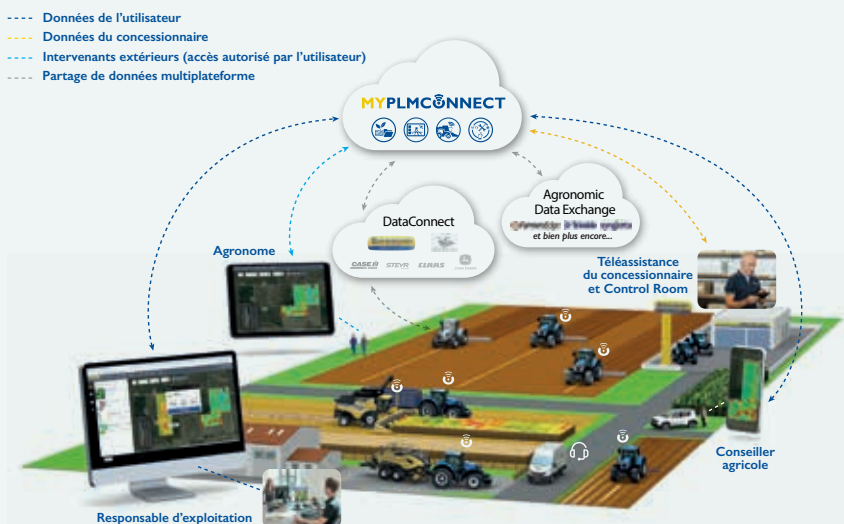 Données de l'utilisateur
Données du concessionnaire
Intervenants extérieurs (accès autorisé par l'utilisateur)
Partage de données multiplateforme
MYPLMCONNECT
Agronomic
Data Exchange
et bien plus encore...
DataConnect
CASE IH
STEYR
CLAAS
JOHN DEERE
Agronome
Téléassistance
du concessionnaire
et Control Room
Conseiller
agricole
Responsable d'exploitation